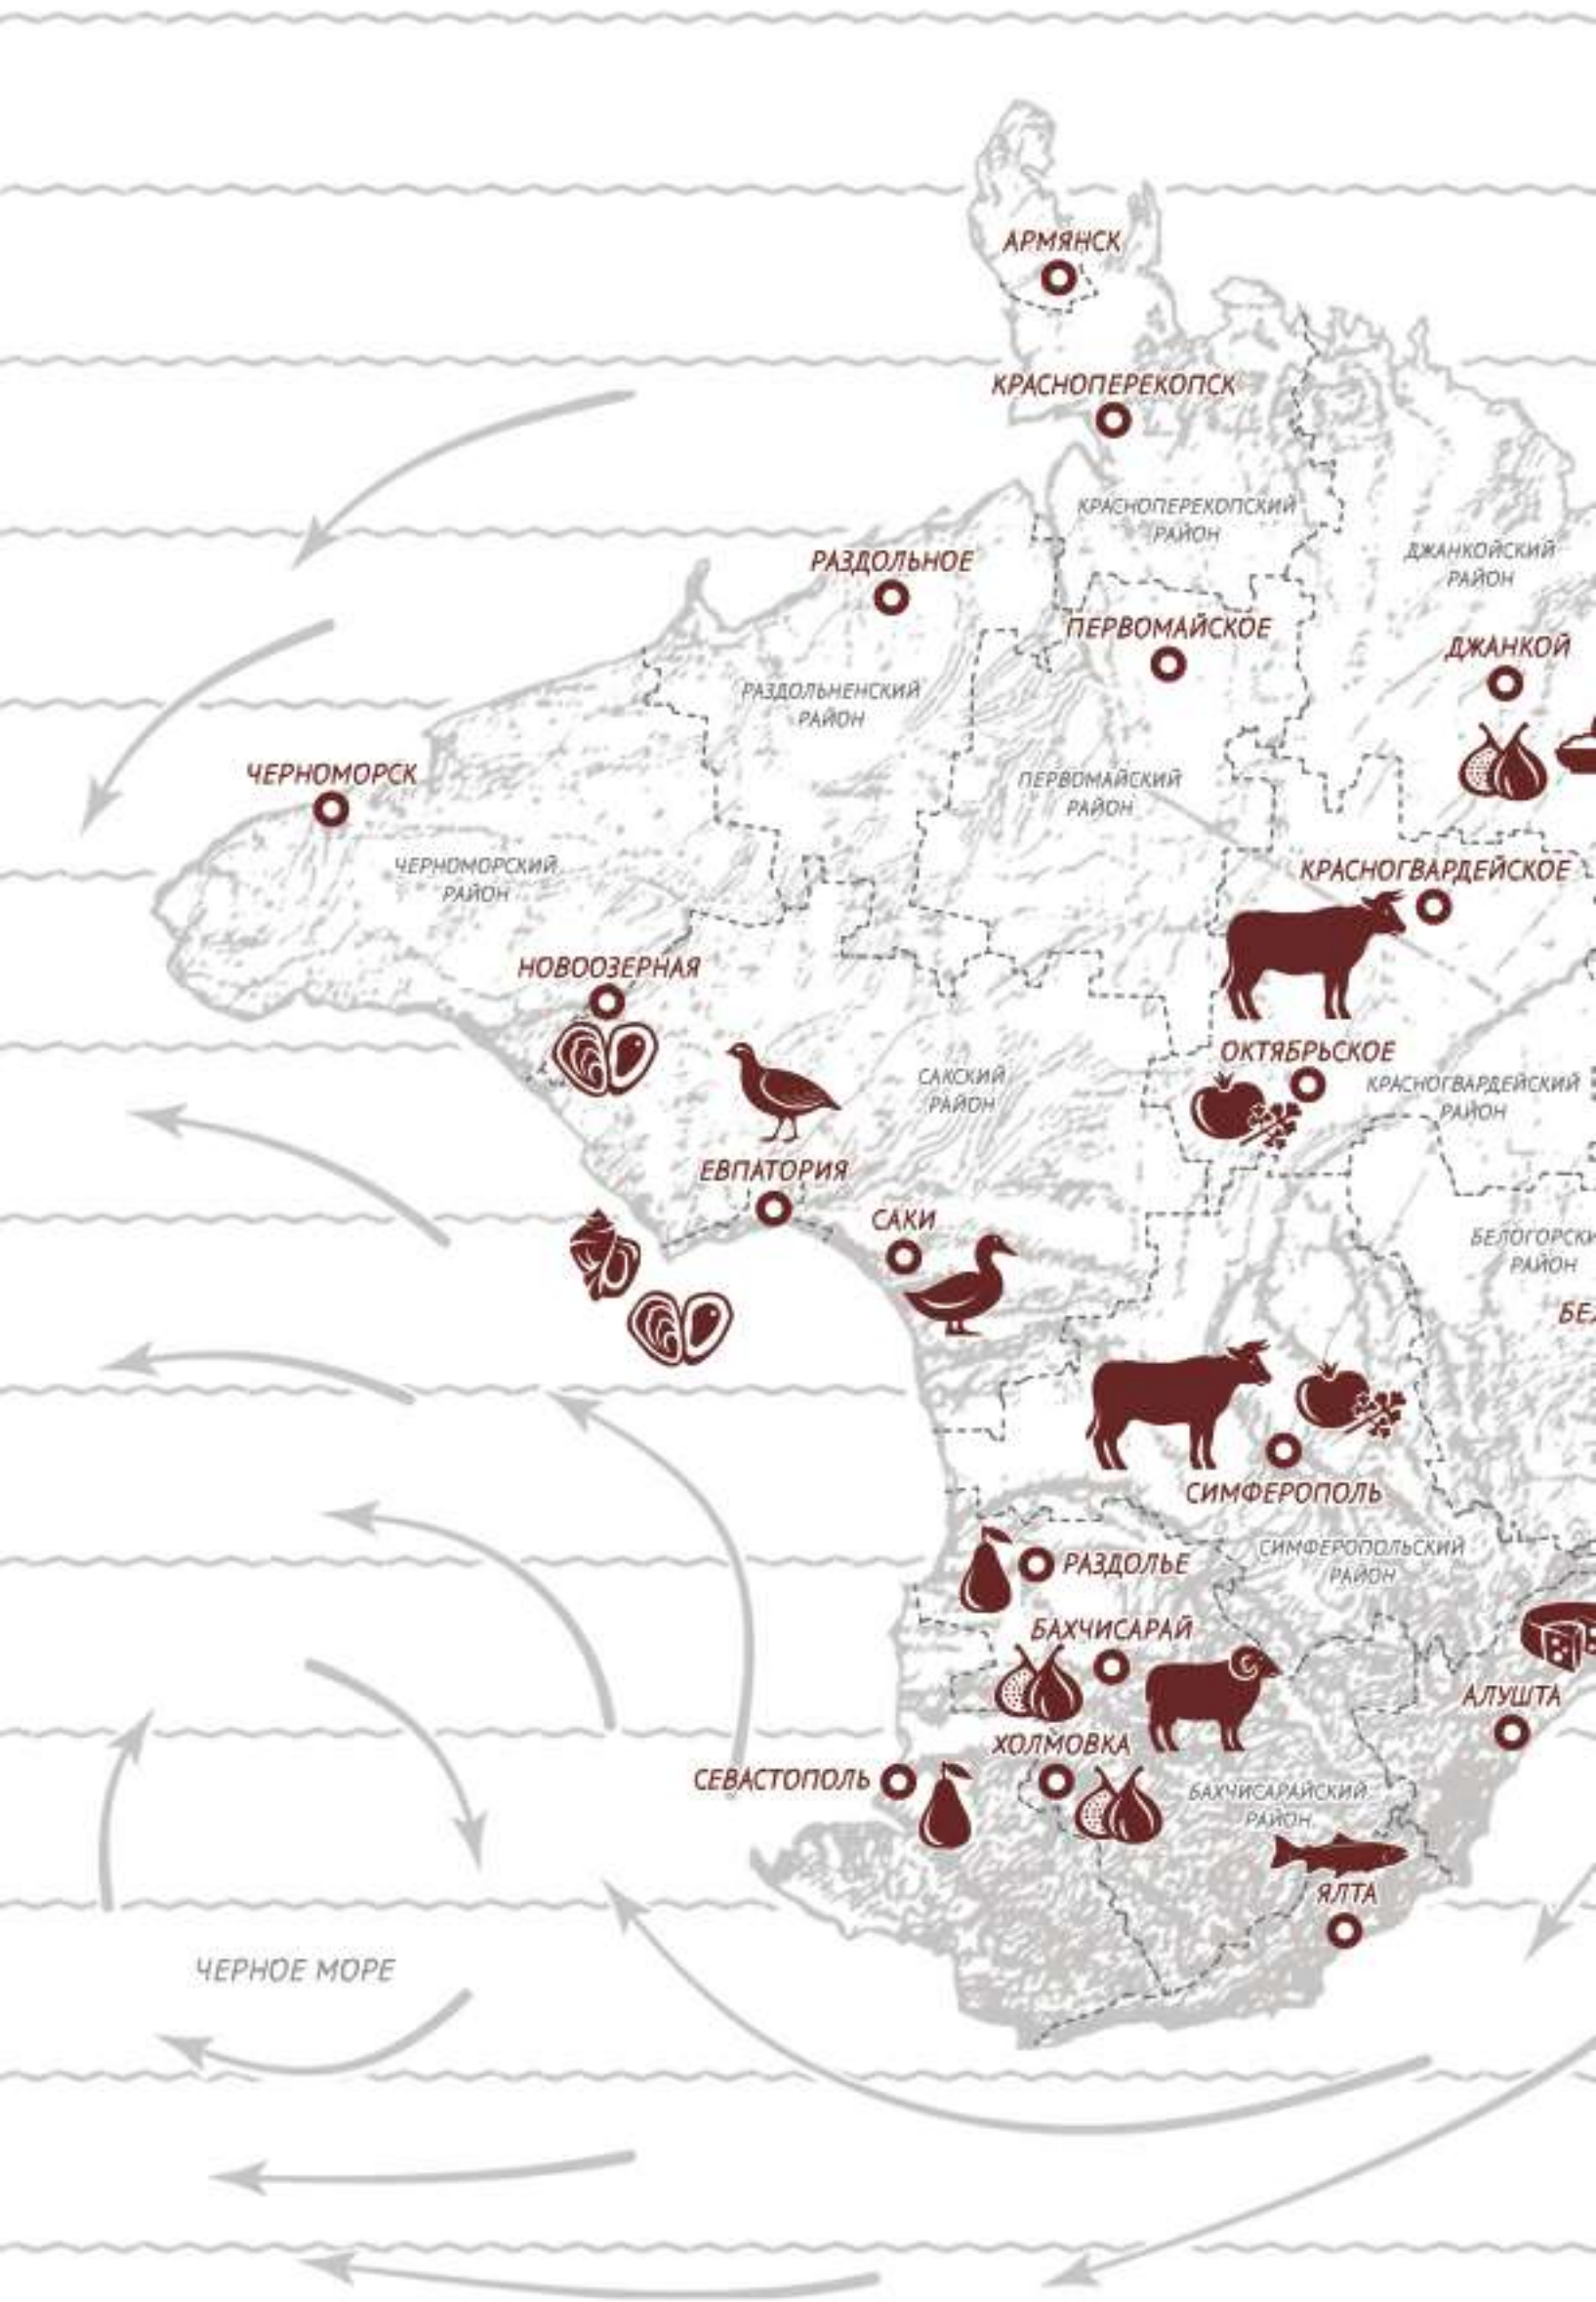 АРМЯНСК
КРАСНОПЕРЕКОПСК
КРАСНОПЕРЕКОПСКИЙ
РАЙОН
ДЖАНКОЙСКИЙ
РАЙОН
РАЗДОЛЬНОЕ
ПЕРВОМАЙСКОЕ
ДЖАНКОЙ
РАЗДОЛЬНЕНСКИЙ
РАЙОН
ЧЕРНОМОРСК
ПЕРВОМАЙСКИЙ
РАЙОН
ЧЕРНОМОРСКИЙ
РАЙОН
КРАСНОГВАРДЕЙСКОЕ
НОВООЗЕРНАЯ
ОКТЯБРЬСКОЕ
САКСКИЙ
РАЙОН
КРАСНОГВАРДЕЙСКИЙ
РАЙОН
ЕВПАТОРИЯ
САКИ
БЕЛОГОРСКИ
РАЙОН
БЕЛ
СИМФЕРОПОЛЬ
СИМФЕРОПОЛЬСКИЙ
РАЙОН
РАЗДОЛЬЕ
БАХЧИСАРАЙ
АЛУШТА
ХОЛМОВКА
СЕВАСТОПОЛЬ
БАХЧИСАРАЙСКИЙ
РАЙОН
ЯЛТА
ЧЕРНОЕ МОРЕ